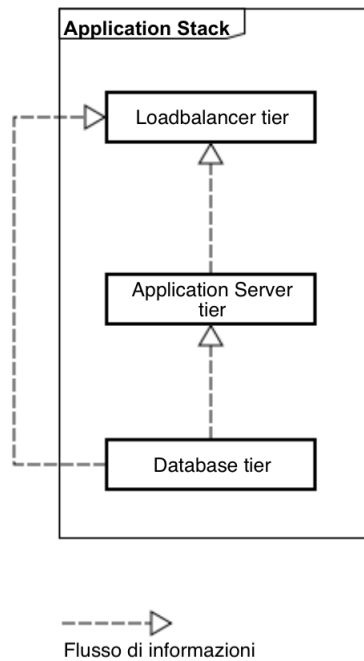 Application Stack
Loadbalancer tier
Application Server
tier
Database tier
Flusso di informazioni